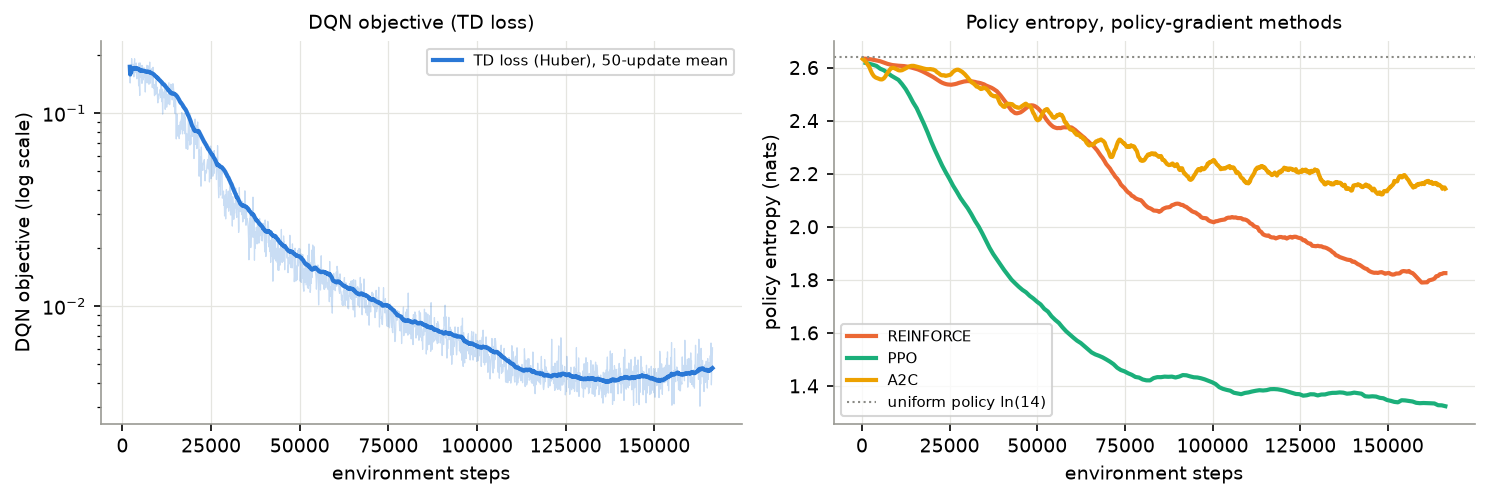 DQN objective (TD loss)
TD loss (Huber), 50-update mean
DQN objective (log scale)
10⁻¹
10⁻²
0 25000 50000 75000 100000 125000 150000
environment steps
Policy entropy, policy-gradient methods
policy entropy (nats)
2.6
2.4
2.2
2.0
1.8
1.6
1.4
REINFORCE
PPO
A2C
uniform policy ln(14)
0 25000 50000 75000 100000 125000 150000
environment steps